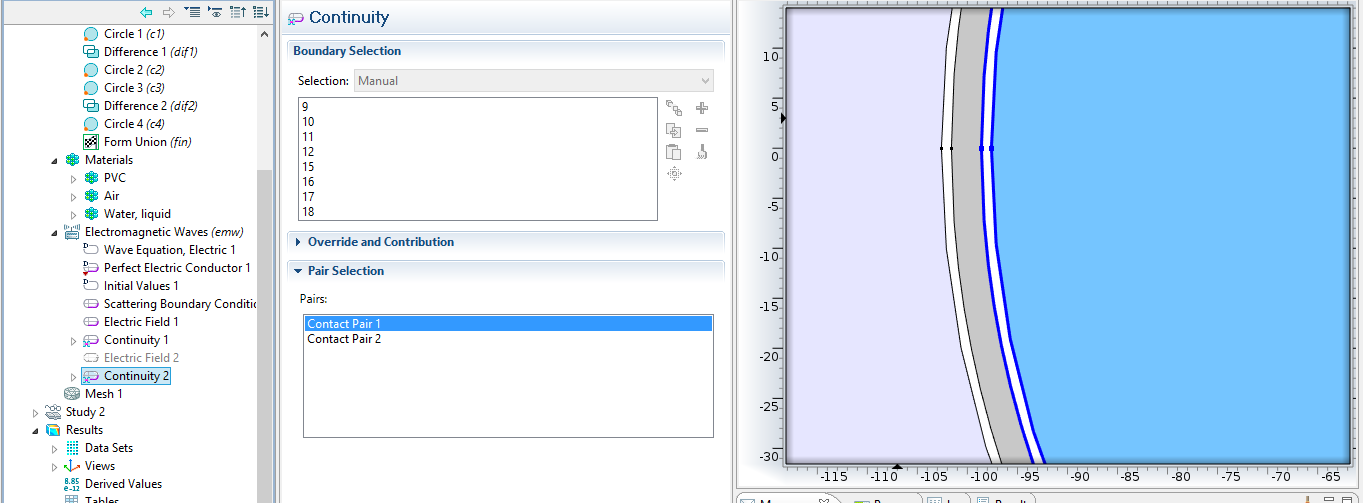 Circle 1 (c1)
Difference 1 (dif1)
Circle 2 (c2)
Circle 3 (c3)
Difference 2 (dif2)
Circle 4 (c4)
Form Union (fin)
Materials
PVC
Air
Water, liquid
Electromagnetic Waves (emw)
Wave Equation, Electric 1
Perfect Electric Conductor 1
Initial Values 1
Scattering Boundary Conditio
Electric Field 1
Continuity 1
Electric Field 2
Continuity 2
Mesh 1
Study 2
Results
Data Sets
Views
8.85
e-12
Derived Values
Tables
Continuity
Boundary Selection
Selection: Manual
9
10
11
12
15
16
17
18
Override and Contribution
Pair Selection
Pairs:
Contact Pair 1
Contact Pair 2
10
5
0
-5
-10
-15
-20
-25
-30
-115 -110 -105 -100 -95 -90 -85 -80 -75 -70 -65